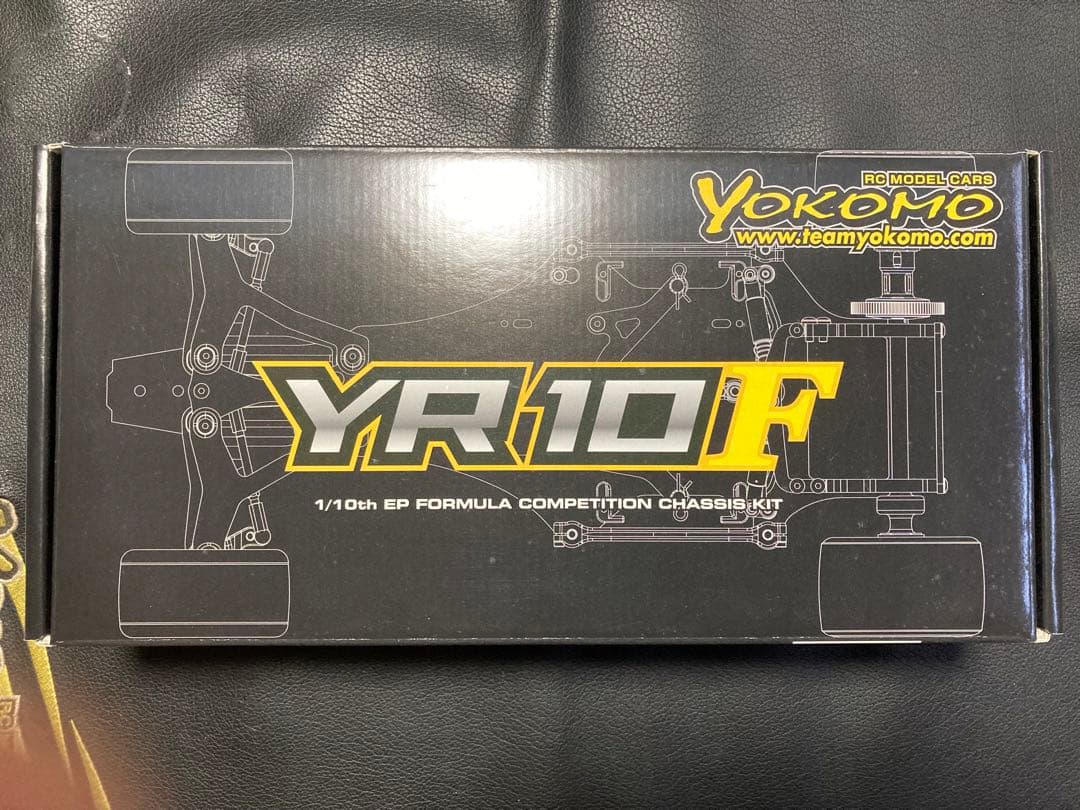 RC MODEL CARS
YOKOMO
www.teamyokomo.com
YR10F
1/10th EP FORMULA COMPETITION CHASSIS KIT